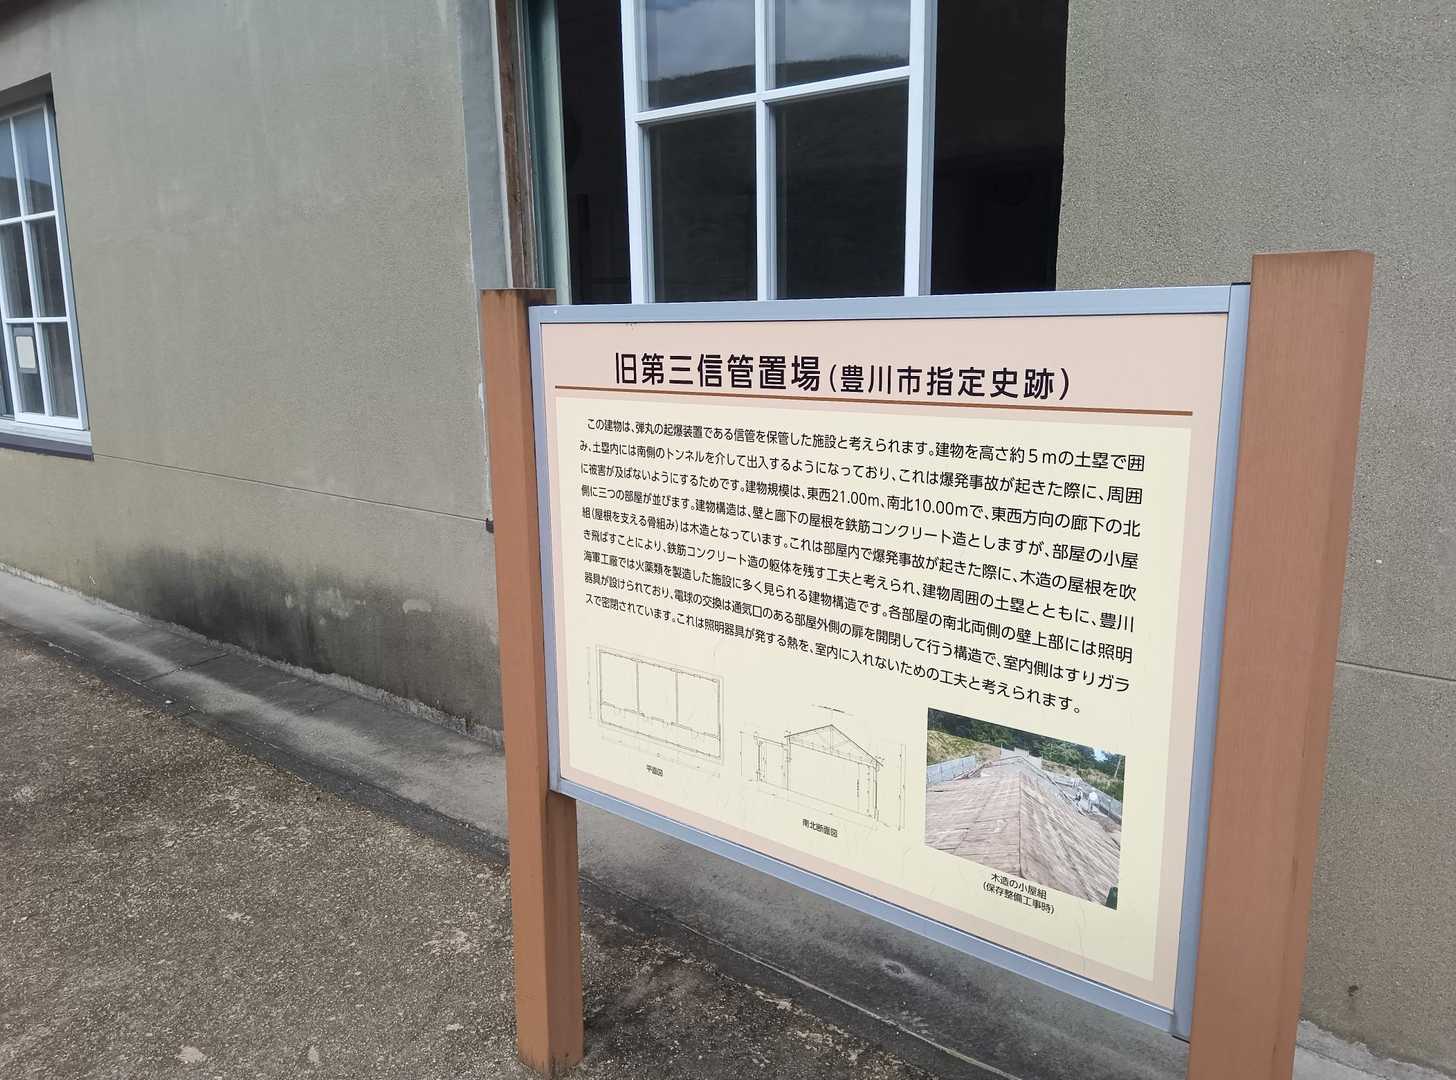 旧第三信管置場(豊川市指定史跡)
この建物は、弾丸の起爆装置である信管を保管した施設と考えられます。建物を高さ約５ｍの土塁で囲
み、土塁内には南側のトンネルを介して出入するようになっており、これは爆発事故が起きた際に、周囲
に被害が及ばないようにするためです。建物規模は、東西21.00m、南北10.00mで、東西方向の廊下の北
側に三つの部屋が並びます。建物構造は、壁と廊下の屋根を鉄筋コンクリート造としますが、部屋の小屋
組(屋根を支える骨組み)は木造となっています。これは部屋内で爆発事故が起きた際に、木造の屋根を吹
き飛ばすことにより、鉄筋コンクリート造の躯体を残す工夫と考えられ、建物周囲の土塁とともに、豊川
海軍工廠では火薬類を製造した施設に多く見られる建物構造です。各部屋の南北両側の壁上部には照明
器具が設けられており、電球の交換は通気口のある部屋外側の扉を開閉して行う構造で、室内側はすりガラ
スで密閉されています。これは照明器具が発する熱を、室内に入れないための工夫と考えられます。
平面図
南北断面図
木造の小屋組
(保存整備工事時)